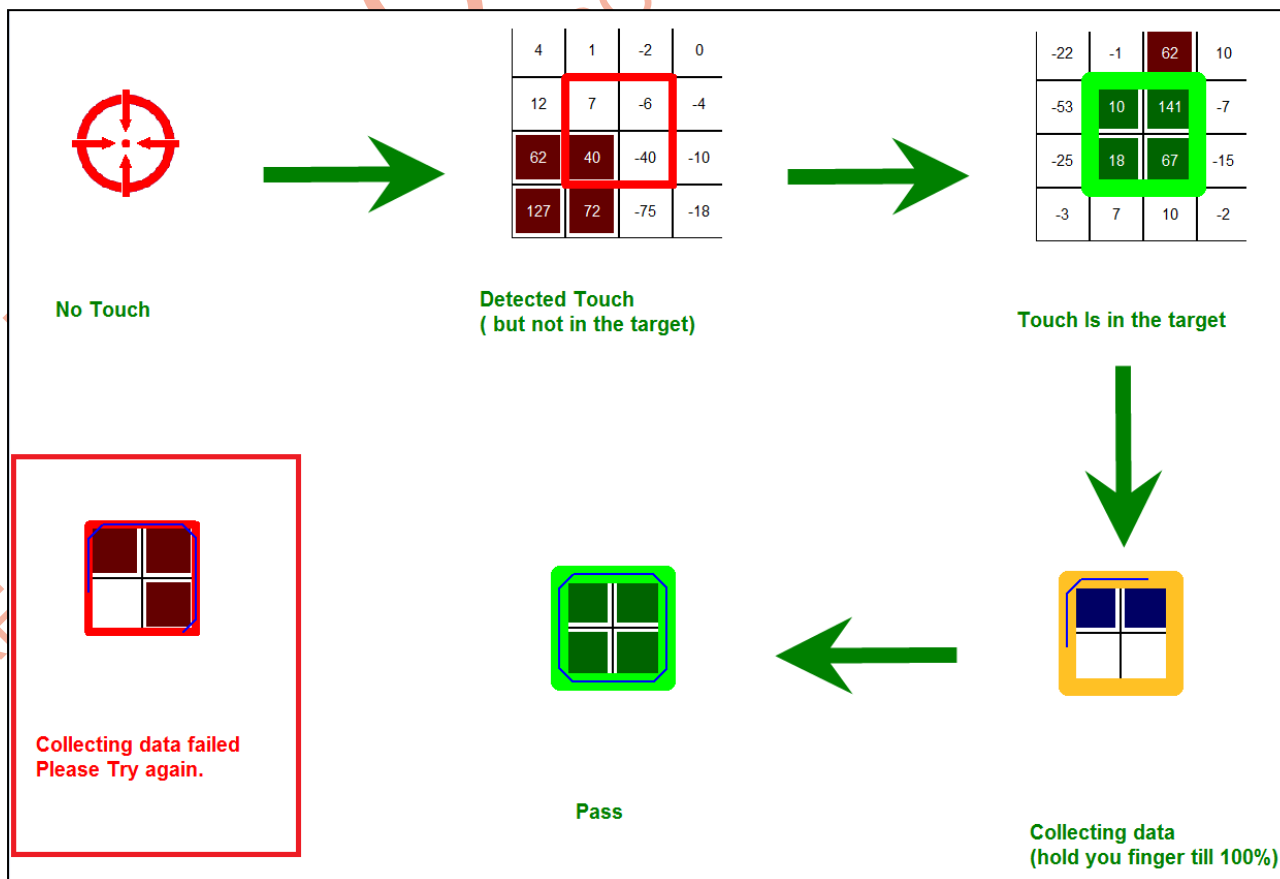 4 1 -2 0
12 7 -6 -4
62 40 -40 -10
127 72 -75 -18
-22 -1 62 10
-53 10 141 -7
-25 18 67 -15
-3 7 10 -2
No Touch
Detected Touch
( but not in the target)
Touch Is in the target
Collecting data failed
Please Try again.
Pass
Collecting data
(hold you finger till 100%)